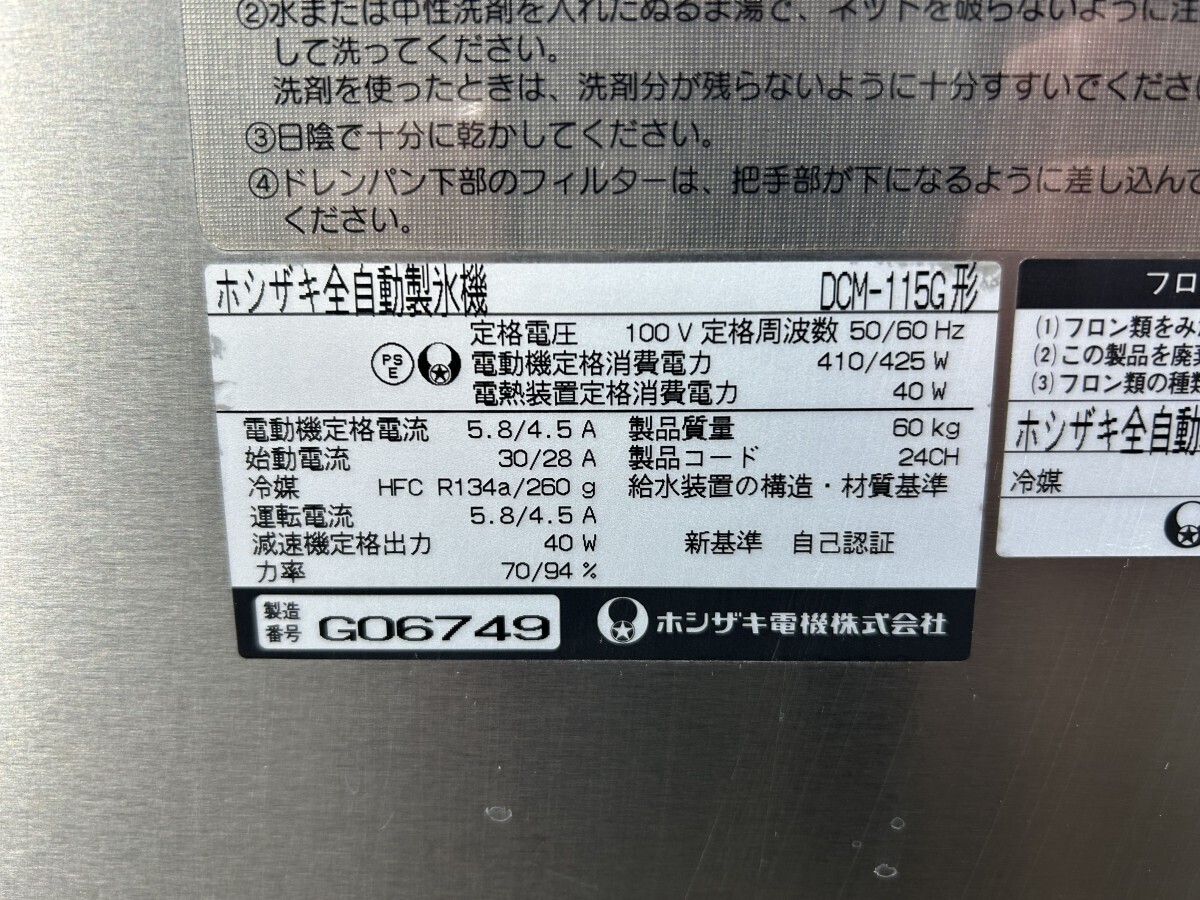 ②水または中性洗剤を入れたぬるま湯で、ネットを破らないように注
して洗ってください。
洗剤を使ったときは、洗剤分が残らないように十分すすいでくださ
③日陰で十分に乾かしてください。
④ドレンパン下部のフィルターは、把手部が下になるように差し込んで
ください。
ホシザキ全自動製氷機 DCM-115G形
定格電圧 100 V 定格周波数 50/60 Hz
PS E 電動機定格消費電力 410/425 W
電熱装置定格消費電力 40 W
電動機定格電流 5.8/4.5 A 製品質量 60 kg
始動電流 30/28 A 製品コード 24CH
冷媒 HFC R134a/260 g 給水装置の構造・材質基準
運転電流 5.8/4.5 A
減速機定格出力 40 W 新基準 自己認証
力率 70/94 %
製造番号 G06749 ホシザキ電機株式会社
フロ
(1)フロン類をみ
(2)この製品を廃
(3)フロン類の種類
ホシザキ全自動
冷媒